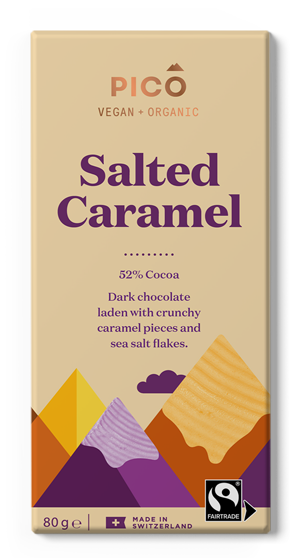 PICÔ
VEGAN + ORGANIC
Salted
Caramel
52% Cocoa
Dark chocolate
laden with crunchy
caramel pieces and
sea salt flakes.
FAIRTRADE
80g℮
MADE IN
SWITZERLAND